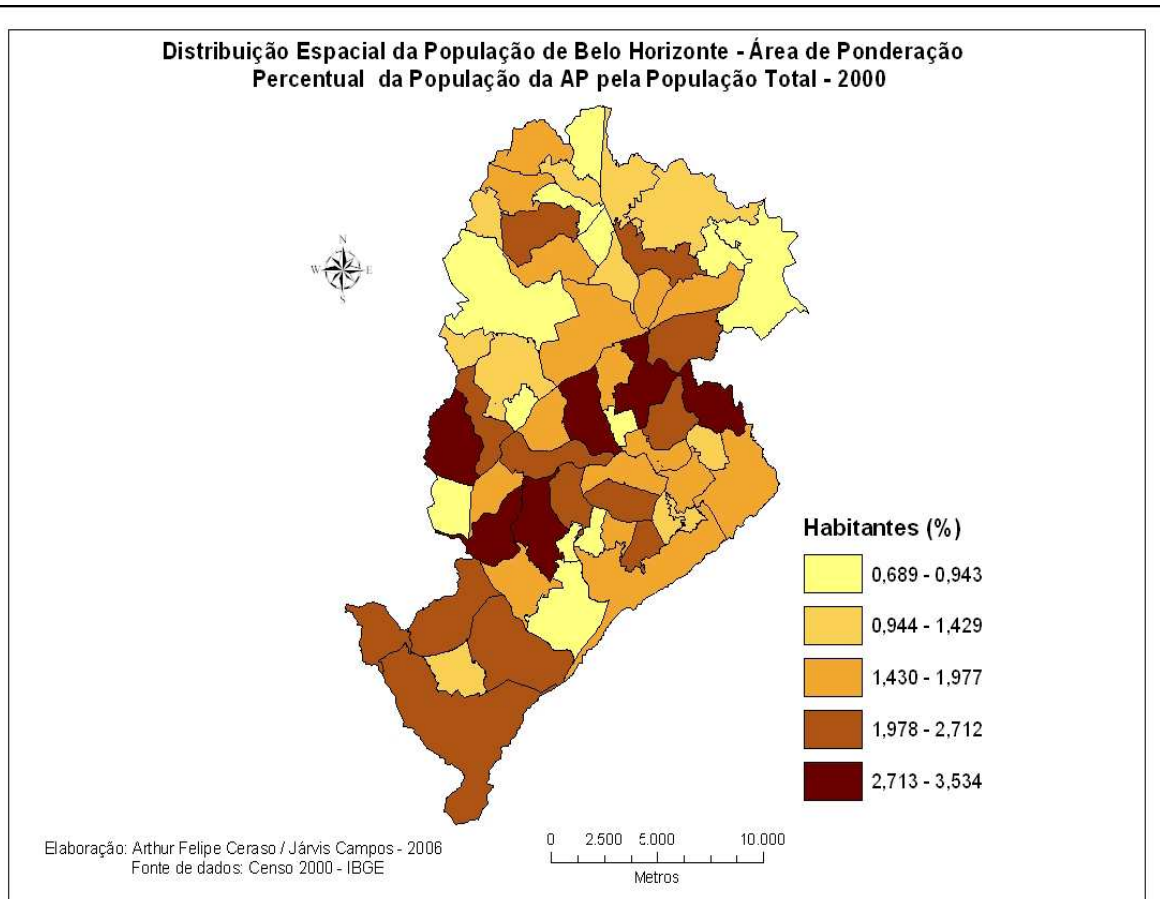 Distribuição Espacial da População de Belo Horizonte - Área de Ponderação
Percentual da População da AP pela População Total - 2000
N
W E
S
Habitantes (%)
0,689 - 0,943
0,944 - 1,429
1,430 - 1,977
1,978 - 2,712
2,713 - 3,534
Elaboração: Arthur Felipe Ceraso / Járvis Campos - 2006
Fonte de dados: Censo 2000 - IBGE
0 2.500 5.000 10.000
Metros